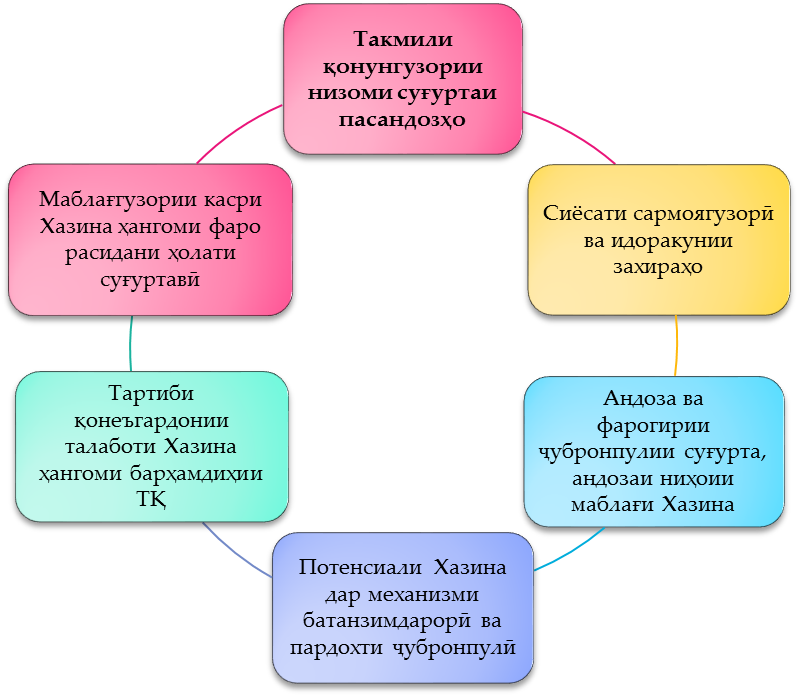 Такмили
қонунгузории
низоми суғуртаи
пасандозҳо
Сиёсати сармоягузорӣ
ва идоракунии
захираҳо
Андоза ва
фарогирии
ҷубронпулии суғурта,
андозаи ниҳоии
маблағи Хазина
Потенсиали Хазина
дар механизми
батанзимдарорӣ ва
пардохти ҷубронпулӣ
Тартиби
қонеъгардонии
талаботи Хазина
ҳангоми барҳамдиҳии
ТҚ
Маблағгузории касри
Хазина ҳангоми фаро
расидани ҳолати
суғуртавӣ